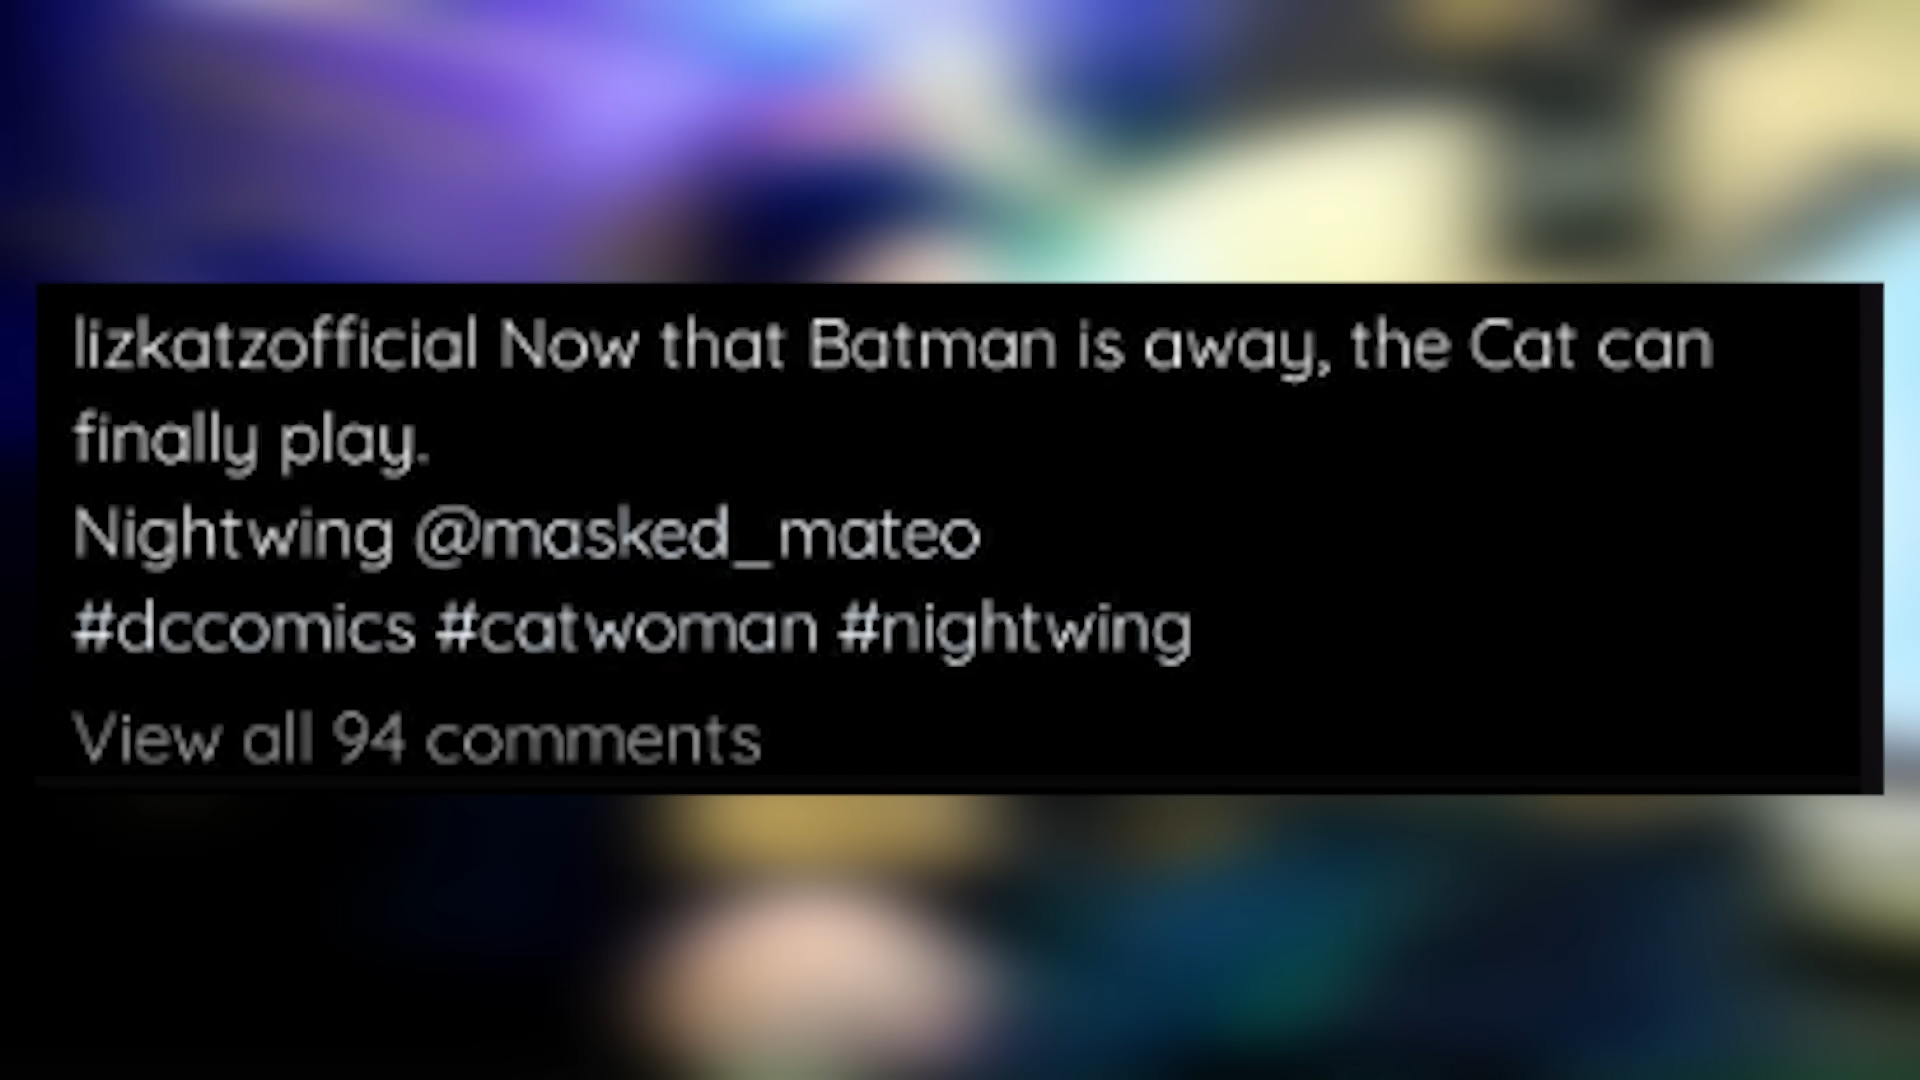 lizkatzofficial Now that Batman is away, the Cat can
finally play.
Nightwing @masked_mateo
#dccomics #catwoman #nightwing
View all 94 comments